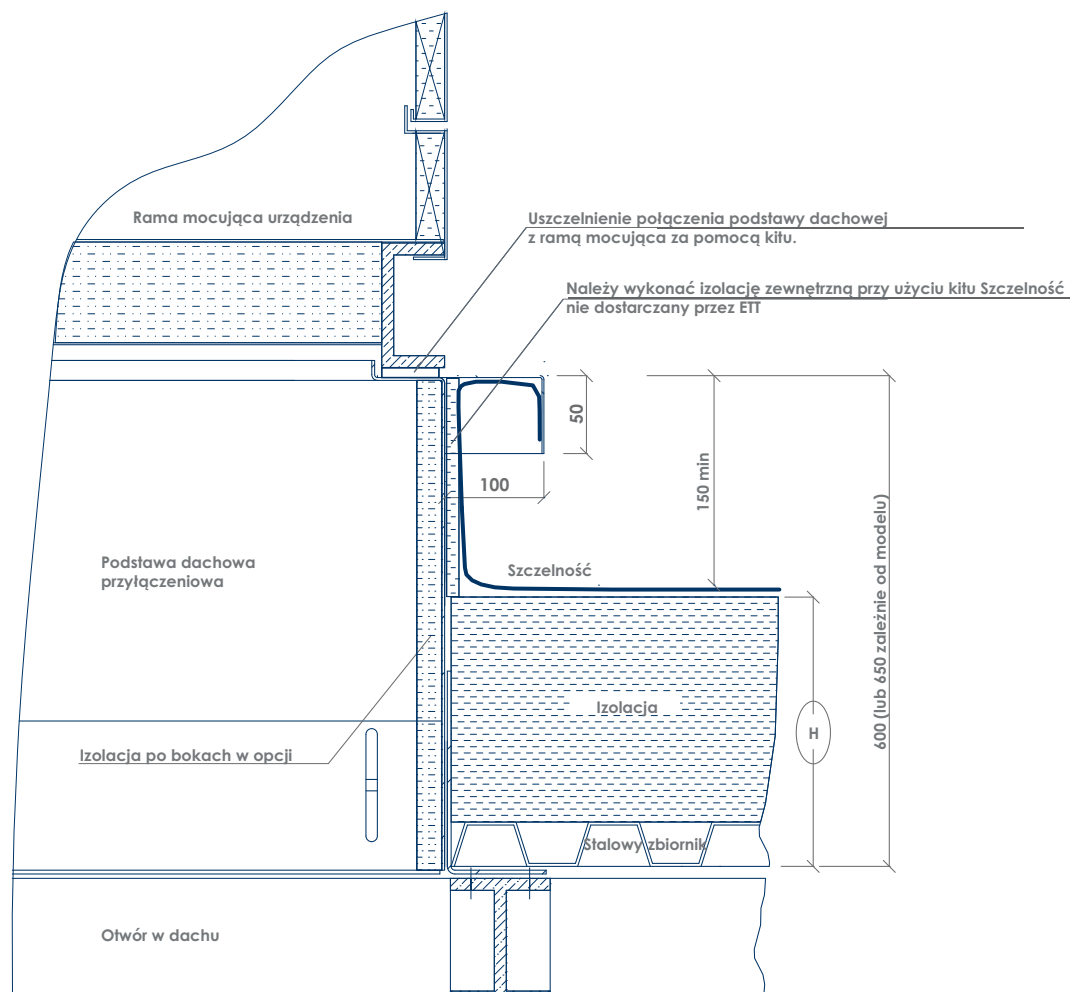 Rama mocująca urządzenia
Uszczelnienie połączenia podstawy dachowej
z ramą mocująca za pomocą kitu.
Należy wykonać izolację zewnętrzną przy użyciu kitu Szczelność
nie dostarczany przez ETT
50
100
150 min
600 (lub 650 zależnie od modelu)
Podstawa dachowa
przyłączeniowa
Szczelność
Izolacja
H
Izolacja po bokach w opcji
Stalowy zbiornik
Otwór w dachu